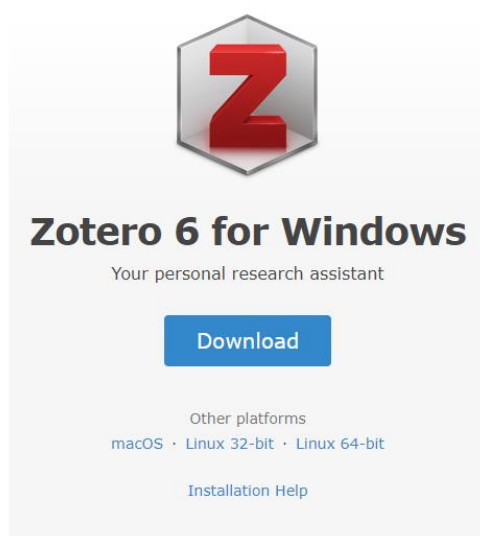 Z
Zotero 6 for Windows
Your personal research assistant
Download
Other platforms
macOS · Linux 32-bit · Linux 64-bit
Installation Help